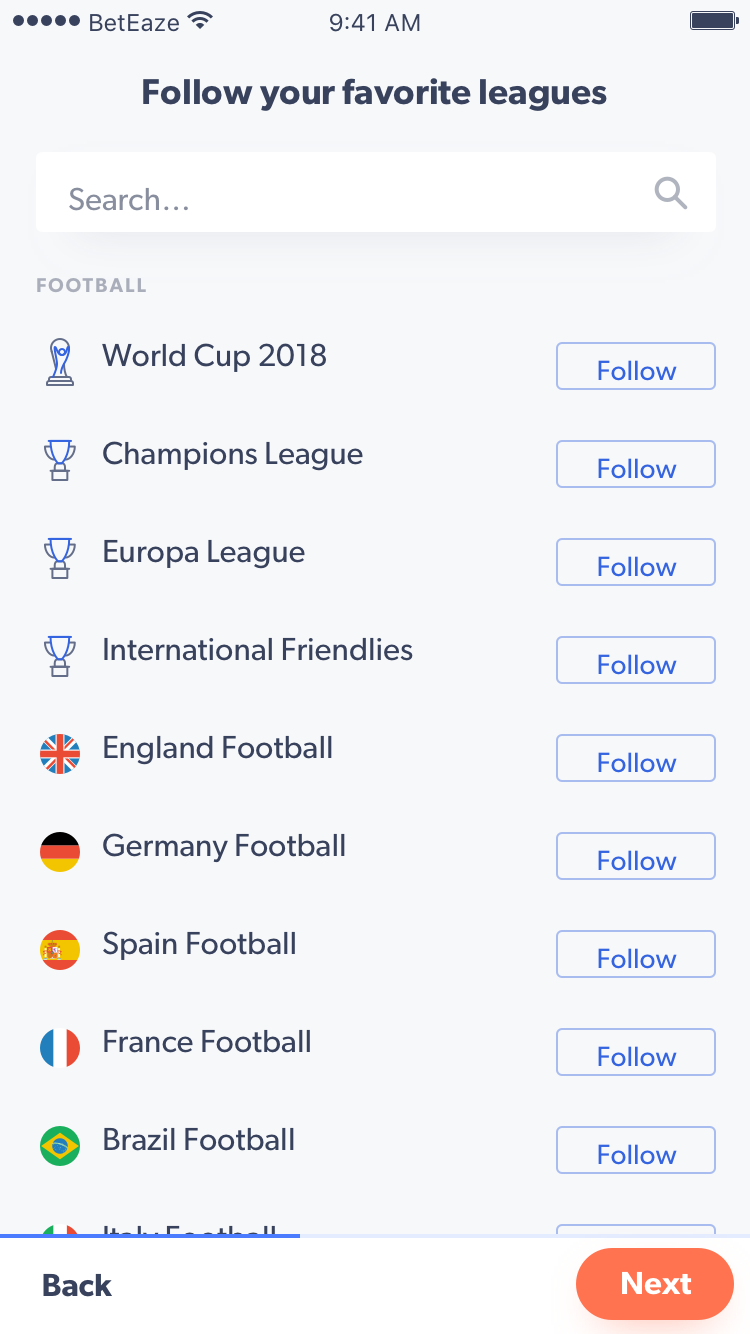 BetEaze 9:41 AM
Follow your favorite leagues
Search...
FOOTBALL
World Cup 2018 Follow
Champions League Follow
Europa League Follow
International Friendlies Follow
England Football Follow
Germany Football Follow
Spain Football Follow
France Football Follow
Brazil Football Follow
Italy Football
Back Next